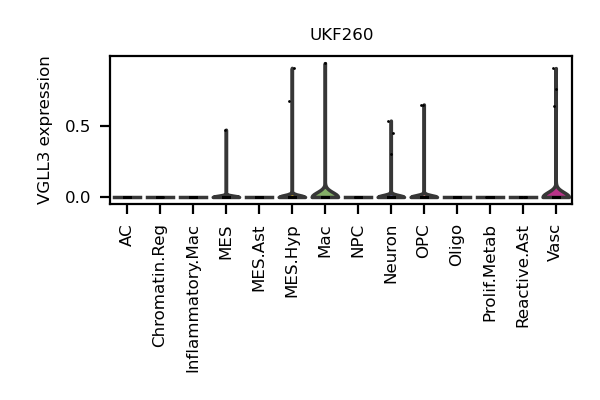 UKF260
VGLL3 expression
0.5
0.0
AC
Chromatin.Reg
Inflammatory.Mac
MES
MES.Ast
MES.Hyp
Mac
NPC
Neuron
OPC
Oligo
Prolif.Metab
Reactive.Ast
Vasc